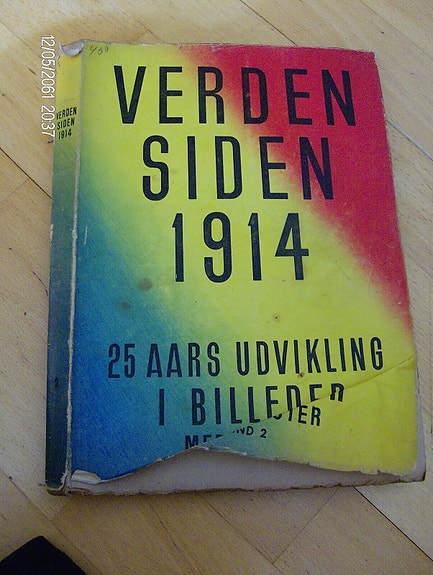 12/05/2061 20:37
VERDEN
SIDEN
1914
VERDEN
SIDEN
1914
25 AARS UDVIKLING
I BILLEDER